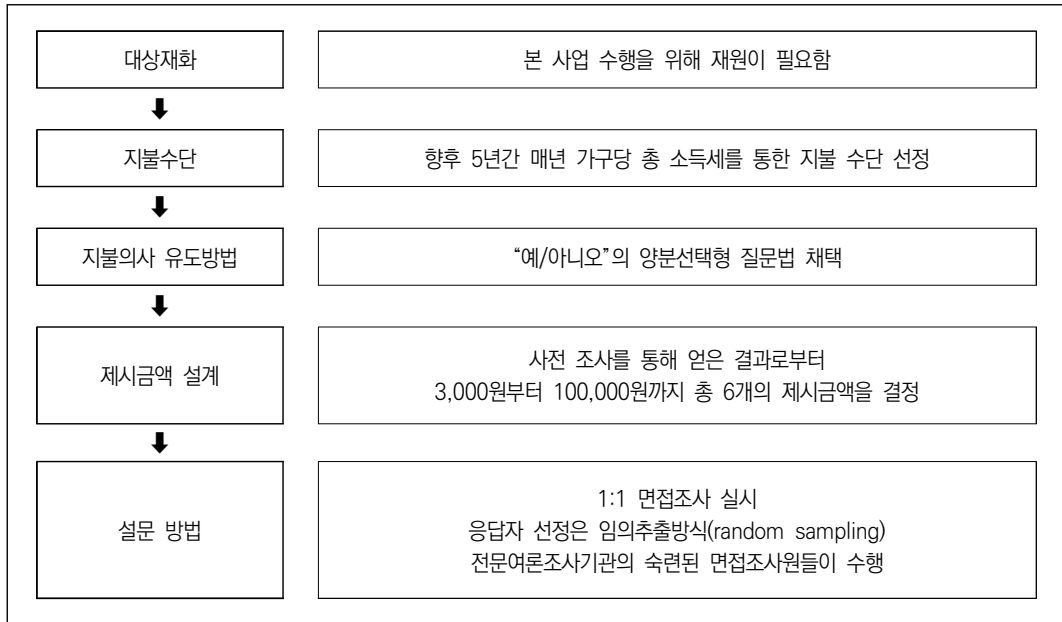 대상재화
본 사업 수행을 위해 재원이 필요함
지불수단
향후 5년간 매년 가구당 총 소득세를 통한 지불 수단 선정
지불의사 유도방법
“예/아니오”의 양분선택형 질문법 채택
제시금액 설계
사전 조사를 통해 얻은 결과로부터
3,000원부터 100,000원까지 총 6개의 제시금액을 결정
설문 방법
1:1 면접조사 실시
응답자 선정은 임의추출방식(random sampling)
전문여론조사기관의 숙련된 면접조사원들이 수행